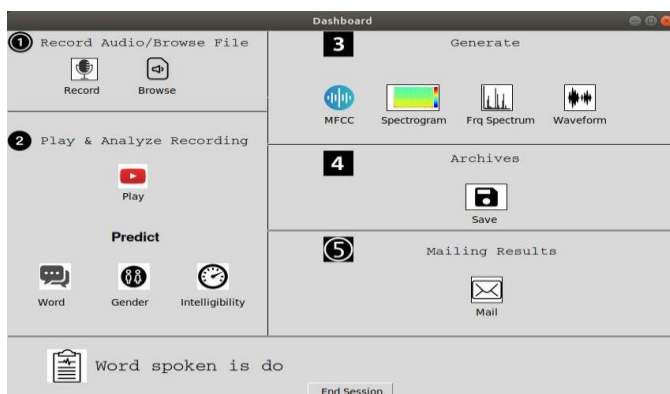 Dashboard
1 Record Audio/Browse File
Record Browse
2 Play & Analyze Recording
Play
Predict
Word Gender Intelligibility
3 Generate
MFCC Spectrogram Frq Spectrum Waveform
4 Archives
Save
5 Mailing Results
Mail
Word spoken is do
End Session